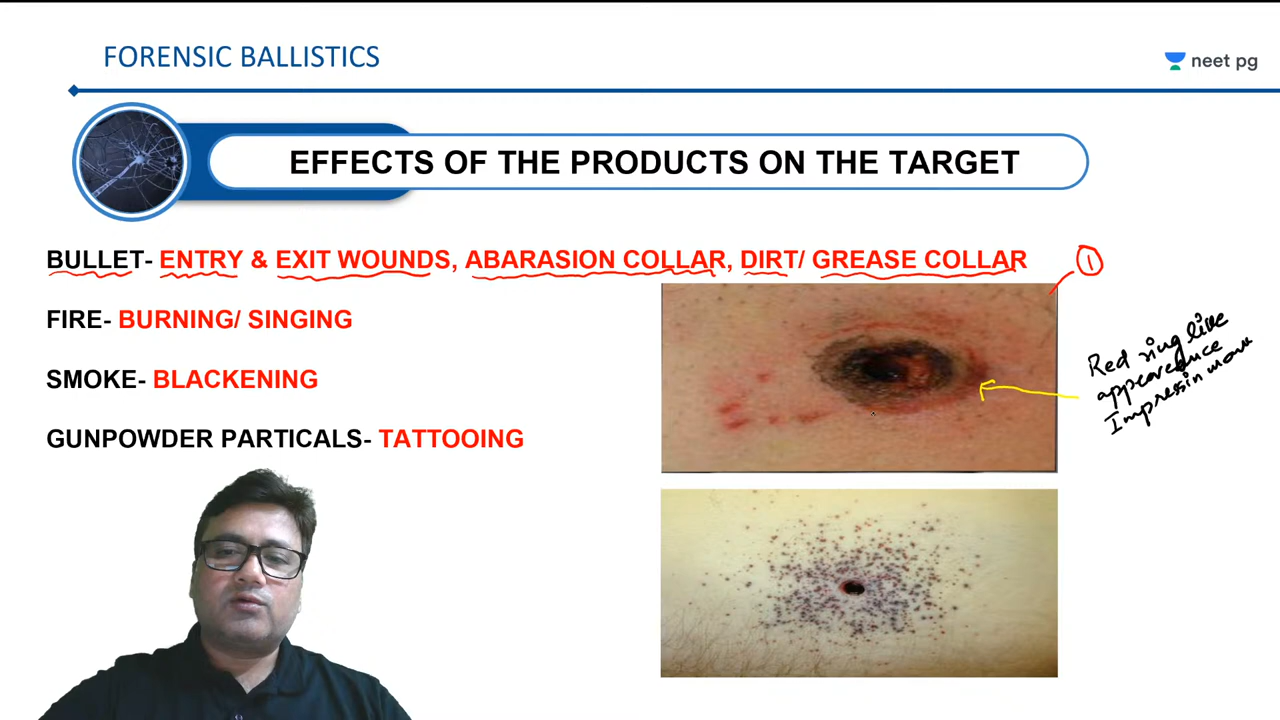 FORENSIC BALLISTICS
neet pg
EFFECTS OF THE PRODUCTS ON THE TARGET
BULLET- ENTRY & EXIT WOUNDS, ABARASION COLLAR, DIRT/ GREASE COLLAR
1
FIRE- BURNING/ SINGING
SMOKE- BLACKENING
GUNPOWDER PARTICALS- TATTOOING
Red ring like
appearance
Impression mark